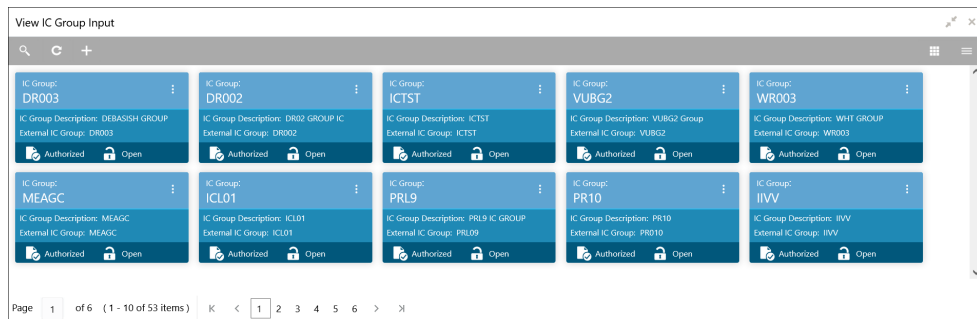 View IC Group Input
IC Group:
DR003
IC Group Description: DEBASISH GROUP
External IC Group: DR003
Authorized Open
IC Group:
DR002
IC Group Description: DR02 GROUP IC
External IC Group: DR002
Authorized Open
IC Group:
ICTST
IC Group Description: ICTST
External IC Group: ICTST
Authorized Open
IC Group:
VUBG2
IC Group Description: VUBG2 Group
External IC Group: VUBG2
Authorized Open
IC Group:
WR003
IC Group Description: WHT GROUP
External IC Group: WR003
Authorized Open
IC Group:
MEAGC
IC Group Description: MEAGC
External IC Group: MEAGC
Authorized Open
IC Group:
ICL01
IC Group Description: ICL01
External IC Group: ICL01
Authorized Open
IC Group:
PRL9
IC Group Description: PRL9 IC GROUP
External IC Group: PRL09
Authorized Open
IC Group:
PR10
IC Group Description: PR10
External IC Group: PR010
Authorized Open
IC Group:
IIVV
IC Group Description: IIVV
External IC Group: IIVV
Authorized Open
Page 1 of 6 ( 1 - 10 of 53 items ) 1 2 3 4 5 6